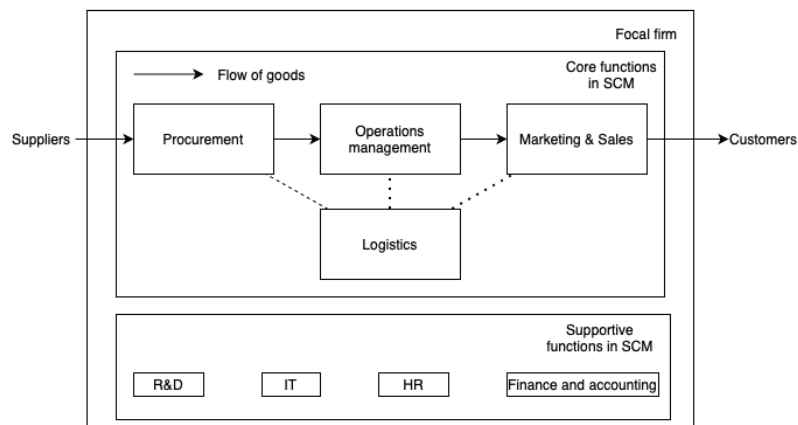 Focal firm
Flow of goods
Core functions
in SCM
Suppliers
Procurement
Operations
management
Marketing & Sales
Customers
Logistics
Supportive
functions in SCM
R&D
IT
HR
Finance and accounting